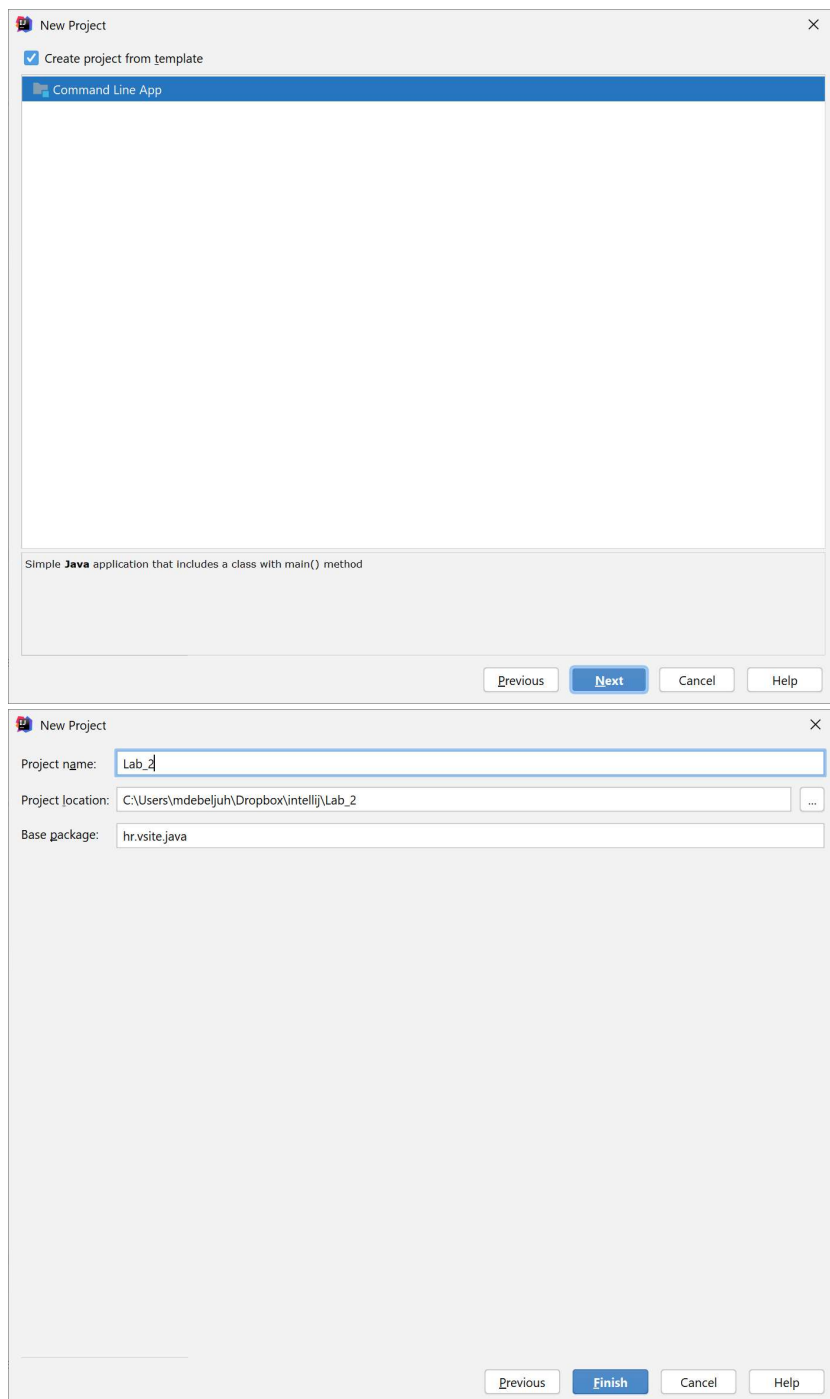 New Project
Create project from template
Command Line App
Simple Java application that includes a class with main() method
Previous Next Cancel Help
New Project
Project name: Lab_2
Project location: C:\Users\mdebeljuh\Dropbox\intellij\Lab_2 ...
Base package: hr.vsite.java
Previous Finish Cancel Help